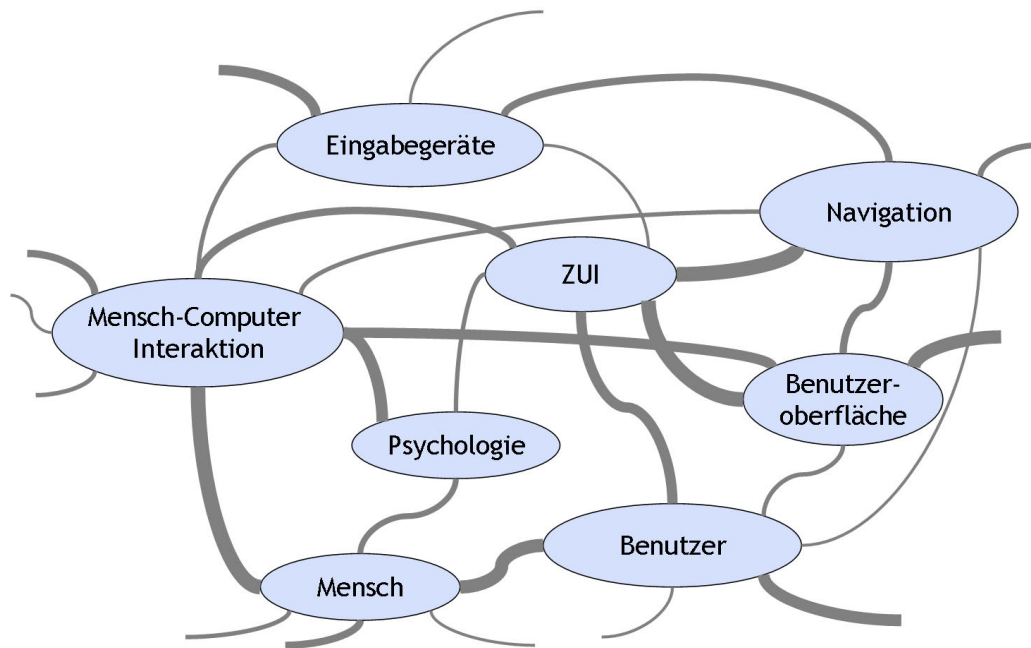 Eingabegeräte
Navigation
ZUI
Mensch-Computer
Interaktion
Benutzer-
oberfläche
Psychologie
Benutzer
Mensch